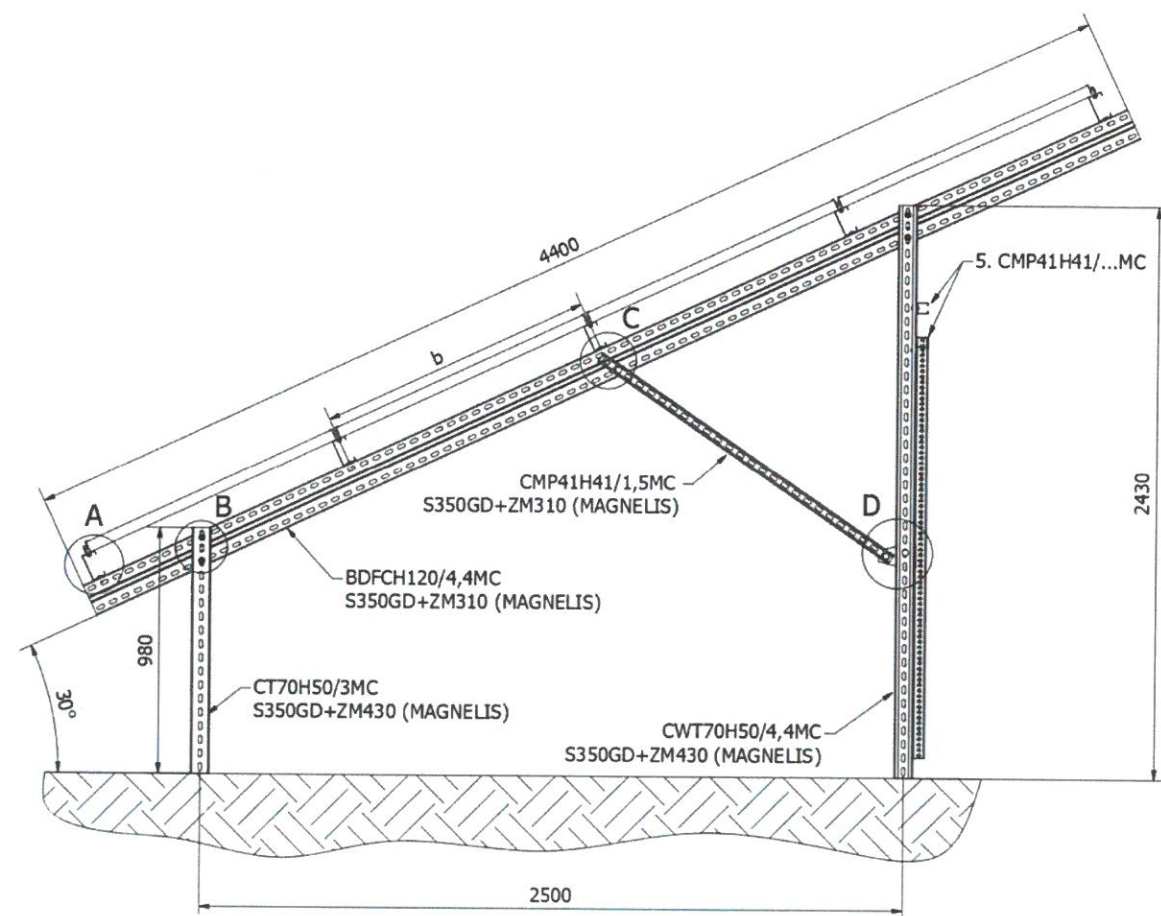 4400
C
5. CMP41H41/...MC
E
b
CMP41H41/1,5MC
S350GD+ZM310 (MAGNELIS)
D
2430
A
B
BDFCH120/4,4MC
S350GD+ZM310 (MAGNELIS)
980
30°
CT70H50/3MC
S350GD+ZM430 (MAGNELIS)
CWT70H50/4,4MC
S350GD+ZM430 (MAGNELIS)
2500